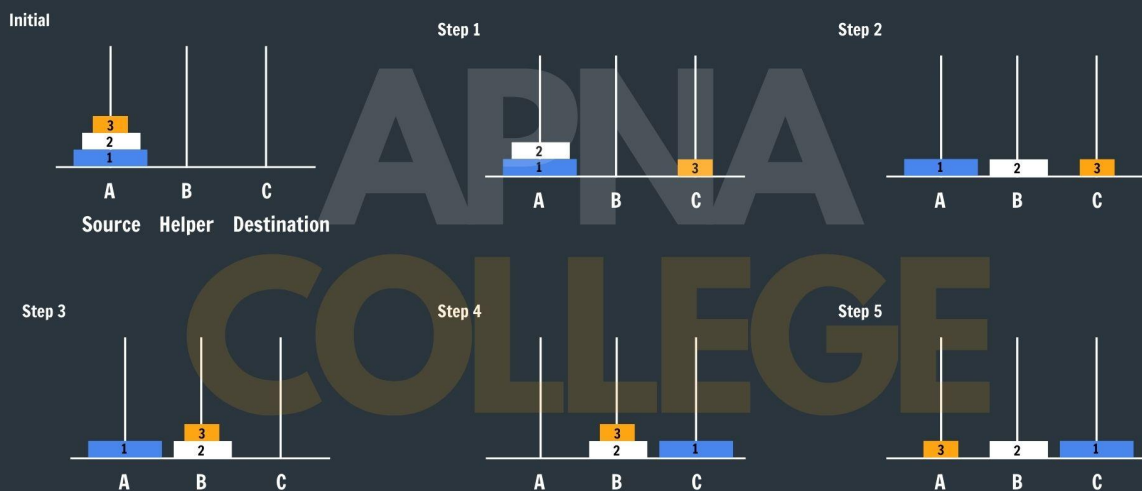 Initial
3
2
1
A B C
Source Helper Destination
Step 1
2
1 3
A B C
Step 2
1 2 3
A B C
Step 3
3
1 2
A B C
Step 4
3
2 1
A B C
Step 5
3 2 1
A B C
APNA
COLLEGE